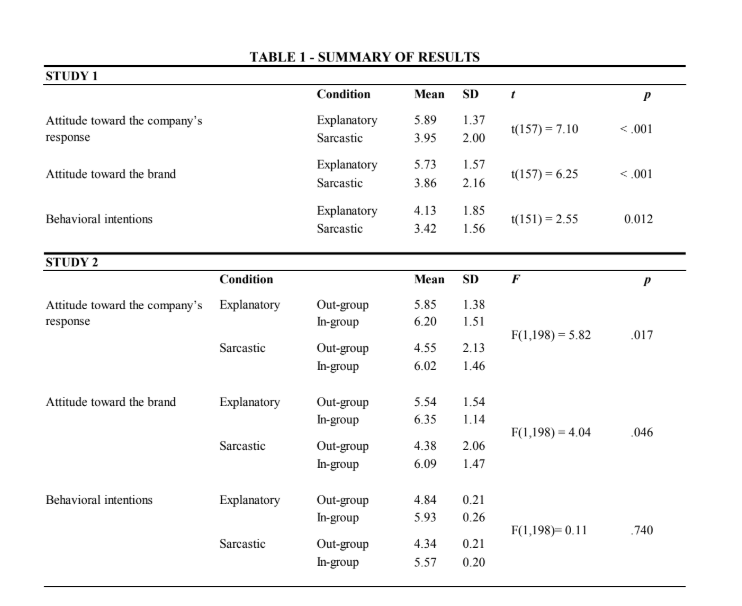 TABLE 1 - SUMMARY OF RESULTS
STUDY 1
Condition Mean SD t p
Attitude toward the company's response Explanatory 5.89 1.37 t(157) = 7.10 < .001
Sarcastic 3.95 2.00
Attitude toward the brand Explanatory 5.73 1.57 t(157) = 6.25 < .001
Sarcastic 3.86 2.16
Behavioral intentions Explanatory 4.13 1.85 t(151) = 2.55 0.012
Sarcastic 3.42 1.56
STUDY 2
Condition Mean SD F p
Attitude toward the company's response Explanatory Out-group 5.85 1.38
In-group 6.20 1.51
F(1,198) = 5.82 .017
Sarcastic Out-group 4.55 2.13
In-group 6.02 1.46
Attitude toward the brand Explanatory Out-group 5.54 1.54
In-group 6.35 1.14
F(1,198) = 4.04 .046
Sarcastic Out-group 4.38 2.06
In-group 6.09 1.47
Behavioral intentions Explanatory Out-group 4.84 0.21
In-group 5.93 0.26
F(1,198)= 0.11 .740
Sarcastic Out-group 4.34 0.21
In-group 5.57 0.20